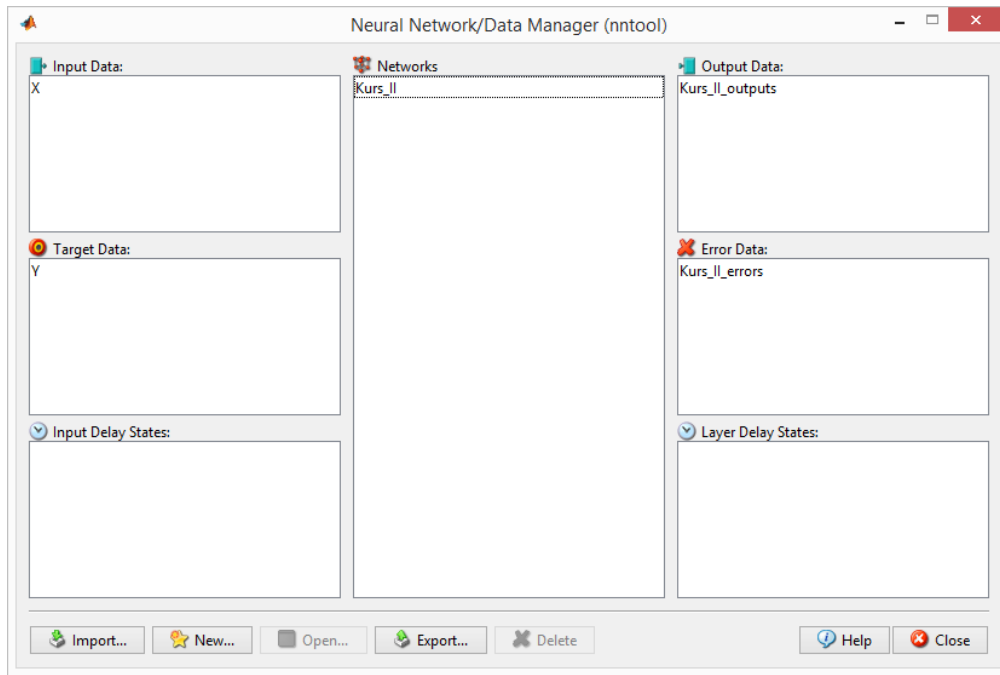 Neural Network/Data Manager (nntool)
Input Data:
X
Networks
Kurs_II
Output Data:
Kurs_II_outputs
Target Data:
Y
Error Data:
Kurs_II_errors
Input Delay States:
Layer Delay States:
Import...
New...
Open...
Export...
Delete
Help
Close